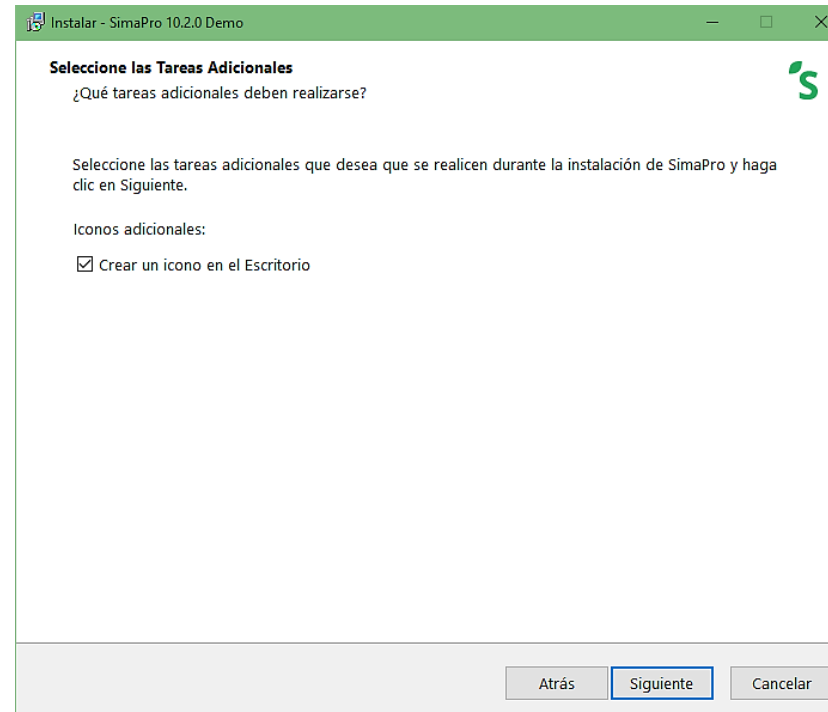 Instalar - SimaPro 10.2.0 Demo
Seleccione las Tareas Adicionales
¿Qué tareas adicionales deben realizarse?
S
Seleccione las tareas adicionales que desea que se realicen durante la instalación de SimaPro y haga
clic en Siguiente.
Iconos adicionales:
Crear un icono en el Escritorio
Atrás
Siguiente
Cancelar